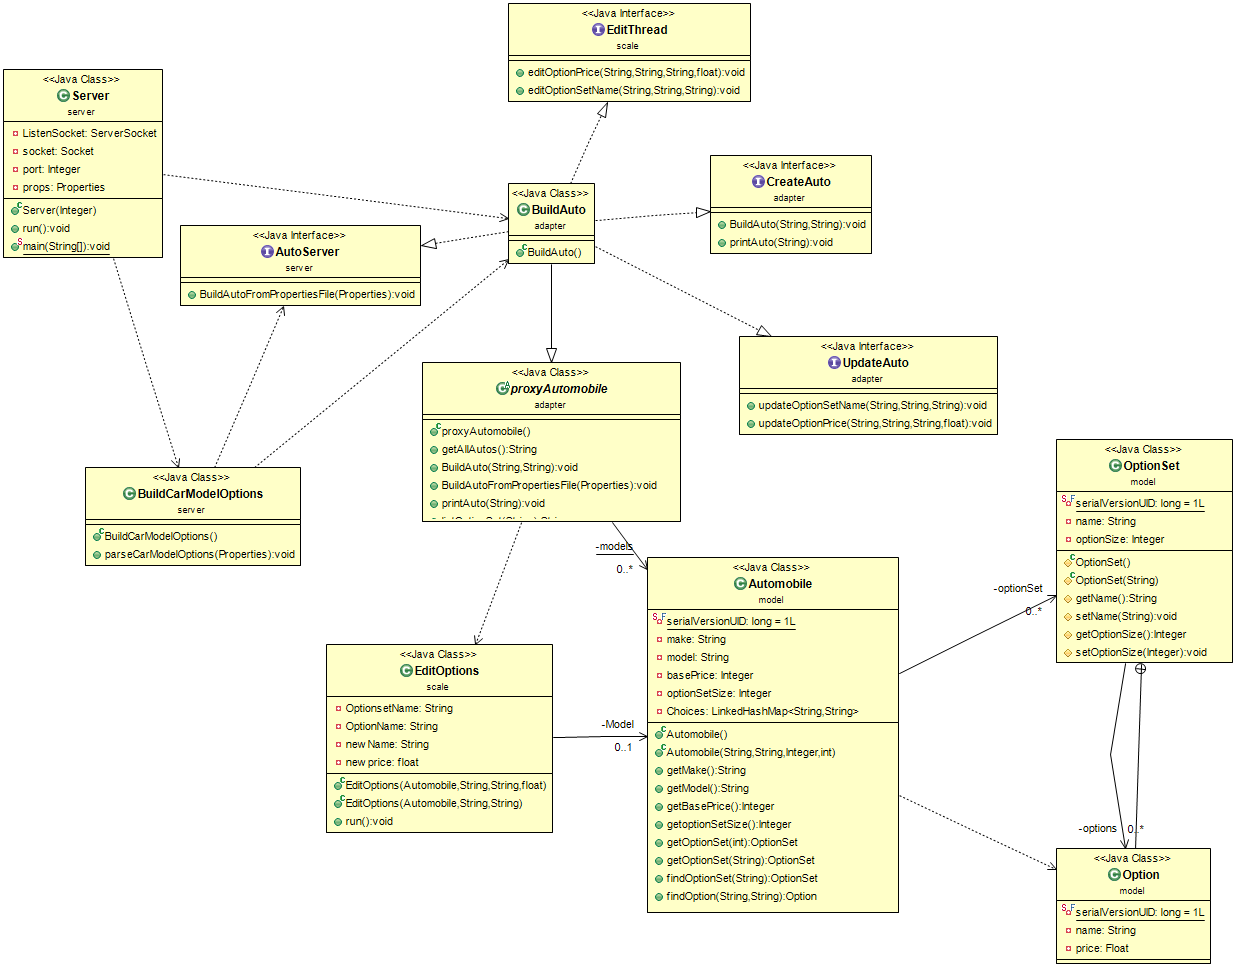 <<Java Interface>>
EditThread
scale
editOptionPrice(String,String,String,float):void
editOptionSetName(String,String,String):void
<<Java Class>>
Server
server
ListenSocket: ServerSocket
socket: Socket
port: Integer
props: Properties
Server(Integer)
run():void
main(String[]):void
<<Java Interface>>
CreateAuto
adapter
BuildAuto(String,String):void
printAuto(String):void
<<Java Class>>
BuildAuto
adapter
BuildAuto()
<<Java Interface>>
AutoServer
server
BuildAutoFromPropertiesFile(Properties):void
<<Java Interface>>
UpdateAuto
adapter
updateOptionSetName(String,String,String):void
updateOptionPrice(String,String,String,float):void
<<Java Class>>
proxyAutomobile
adapter
proxyAutomobile()
getAllAutos():String
BuildAuto(String,String):void
BuildAutoFromPropertiesFile(Properties):void
printAuto(String):void
<<Java Class>>
BuildCarModelOptions
server
BuildCarModelOptions()
parseCarModelOptions(Properties):void
<<Java Class>>
OptionSet
model
serialVersionUID: long = 1L
name: String
optionSize: Integer
OptionSet()
OptionSet(String)
getName():String
setName(String):void
getOptionSize():Integer
setOptionSize(Integer):void
-models
0..*
<<Java Class>>
Automobile
model
serialVersionUID: long = 1L
make: String
model: String
basePrice: Integer
optionSetSize: Integer
Choices: LinkedHashMap<String,String>
Automobile()
Automobile(String,String,Integer,int)
getMake():String
getModel():String
getBasePrice():Integer
getoptionSetSize():Integer
getOptionSet(int):OptionSet
getOptionSet(String):OptionSet
findOptionSet(String):OptionSet
findOption(String,String):Option
-optionSet
0..*
<<Java Class>>
EditOptions
scale
OptionsetName: String
OptionName: String
new Name: String
new price: float
EditOptions(Automobile,String,String,float)
EditOptions(Automobile,String,String)
run():void
-Model
0..1
-options
0..*
<<Java Class>>
Option
model
serialVersionUID: long = 1L
name: String
price: Float